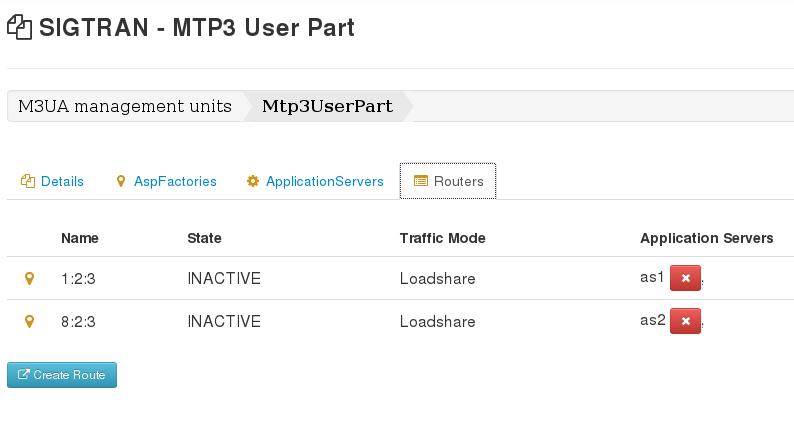 SIGTRAN - MTP3 User Part
M3UA management units Mtp3UserPart
Details AspFactories ApplicationServers Routers
Name State Traffic Mode Application Servers
1:2:3 INACTIVE Loadshare as1 ,
8:2:3 INACTIVE Loadshare as2 ,
Create Route